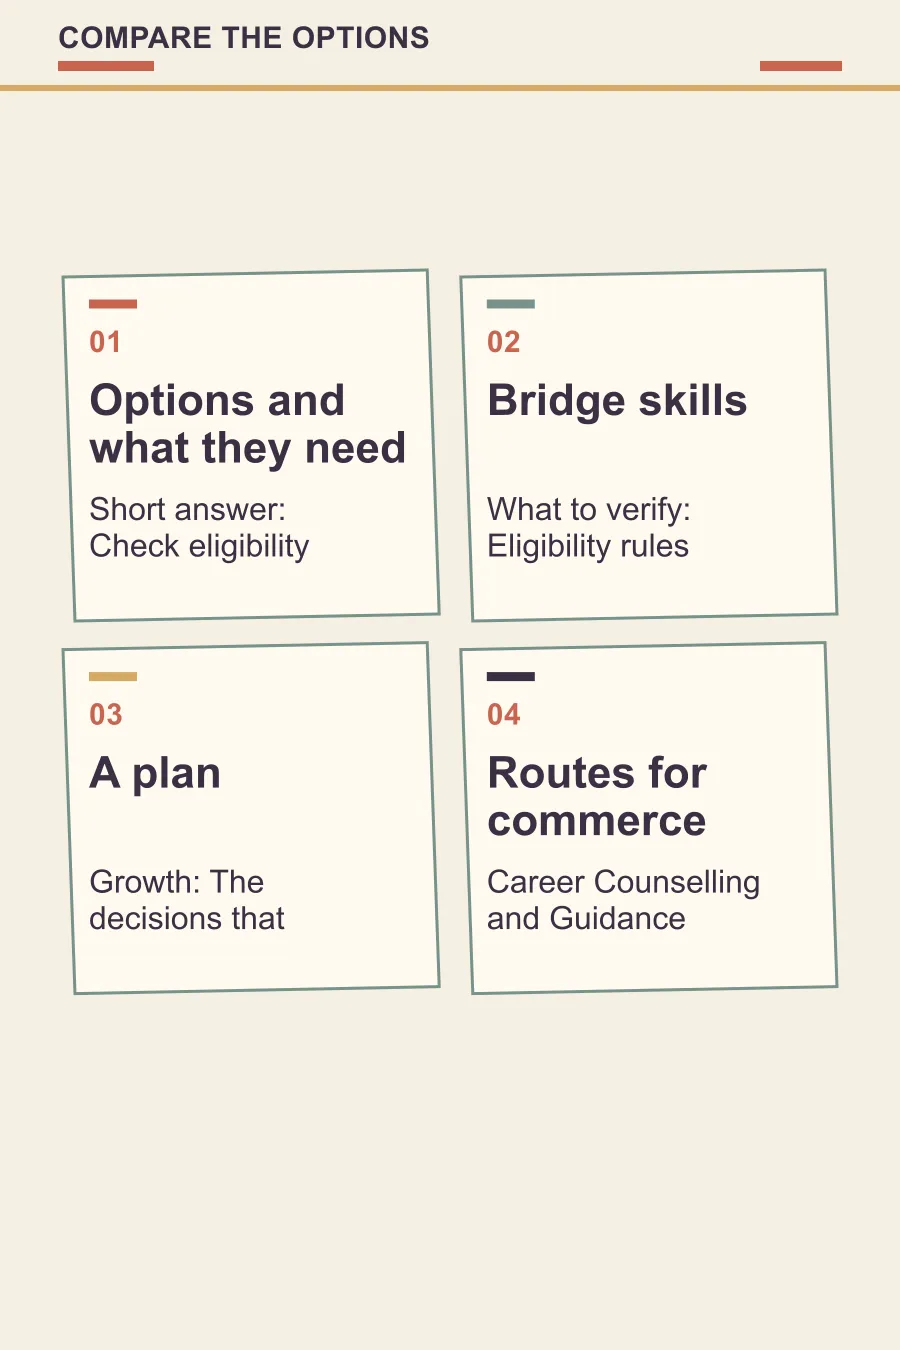 COMPARE THE OPTIONS
01
Options and
what they need
Short answer:
Check eligibility
02
Bridge skills
What to verify:
Eligibility rules
03
A plan
Growth: The
decisions that
04
Routes for
commerce
Career Counselling
and Guidance